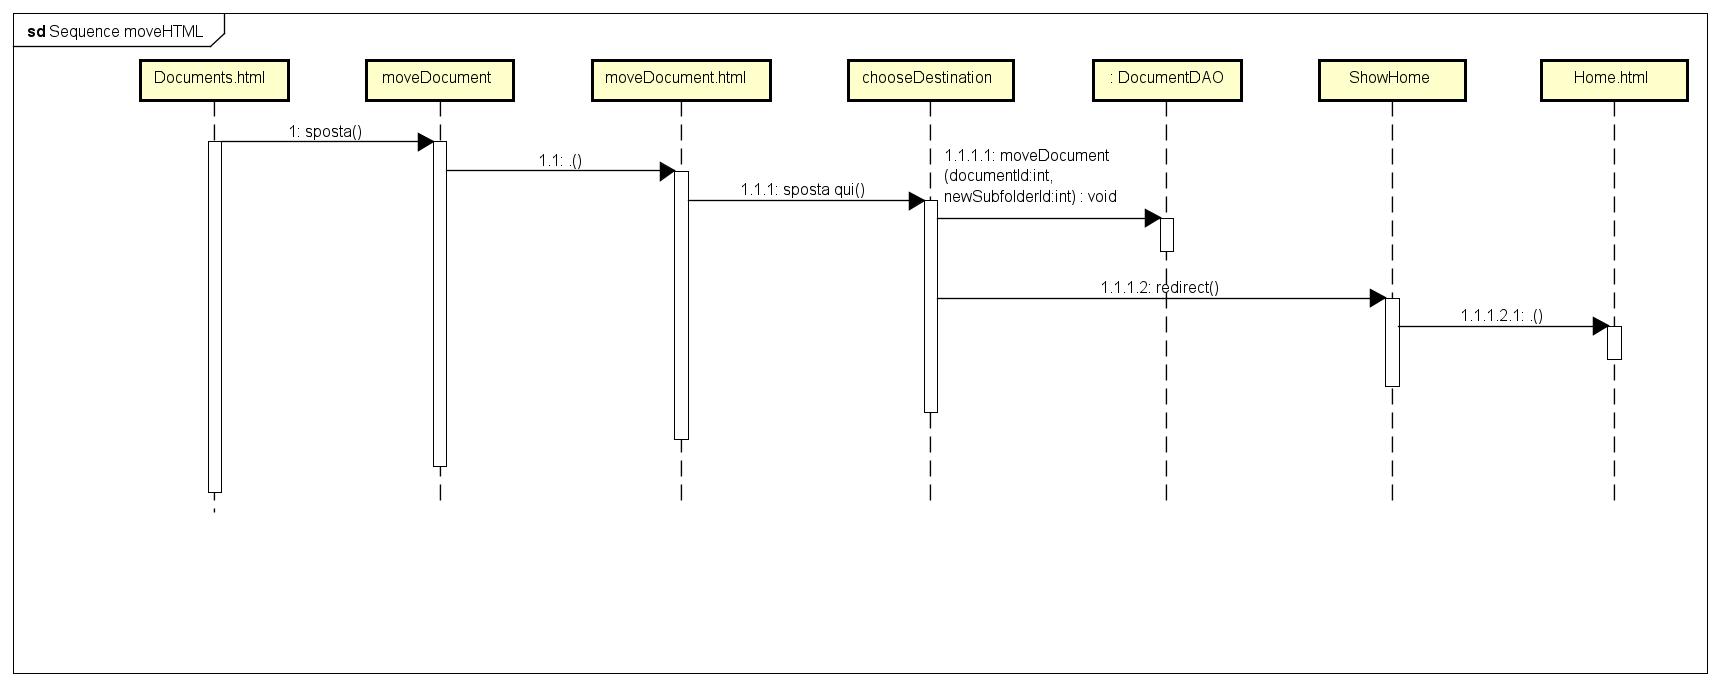 sd Sequence moveHTML
Documents.html
moveDocument
moveDocument.html
chooseDestination
: DocumentDAO
ShowHome
Home.html
1: sposta()
1.1: .()
1.1.1: sposta qui()
1.1.1.1: moveDocument
(documentId:int,
newSubfolderId:int) : void
1.1.1.2: redirect()
1.1.1.2.1: .()